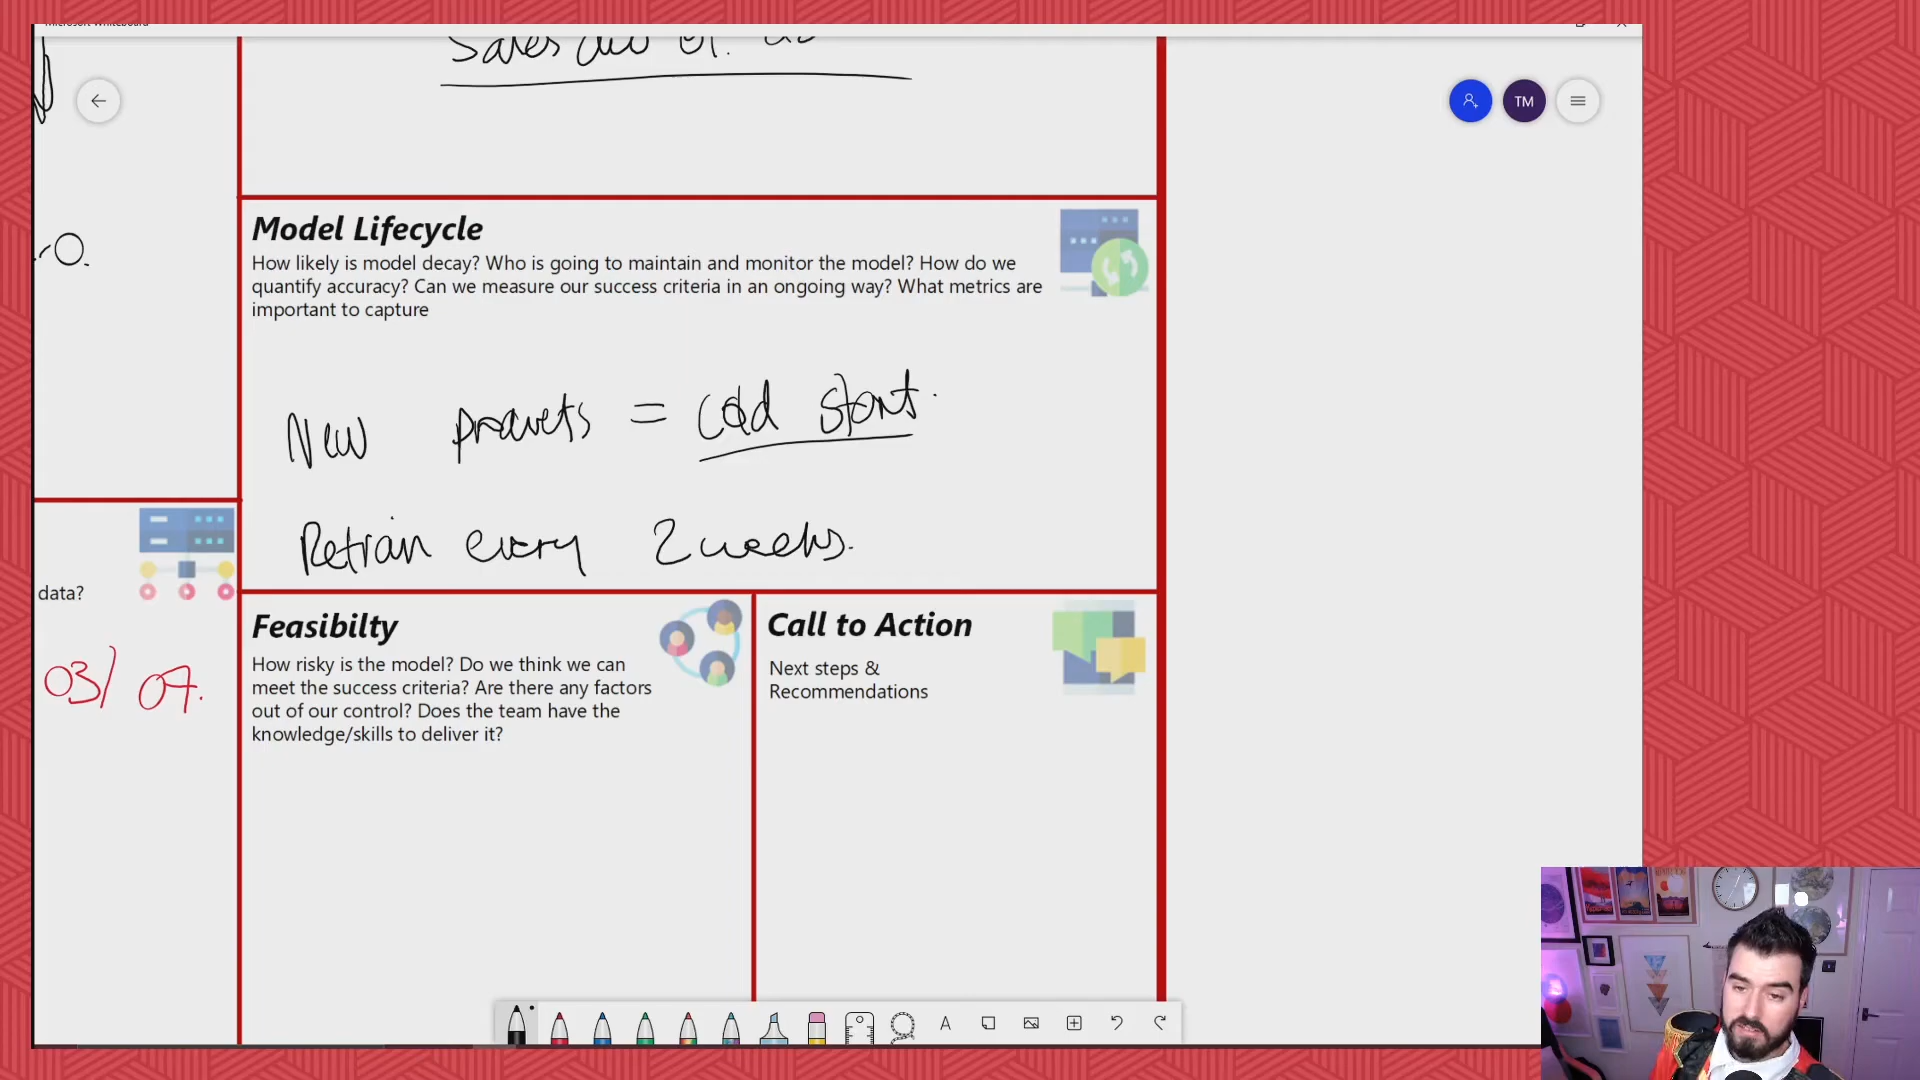 Microsoft Whiteboard
TM
Model Lifecycle
How likely is model decay? Who is going to maintain and monitor the model? How do we
quantify accuracy? Can we measure our success criteria in an ongoing way? What metrics are
important to capture
New = cold start.
Retrain every 2 weeks.
data?
03/ 04.
Feasibilty
How risky is the model? Do we think we can
meet the success criteria? Are there any factors
out of our control? Does the team have the
knowledge/skills to deliver it?
Call to Action
Next steps &
Recommendations
A